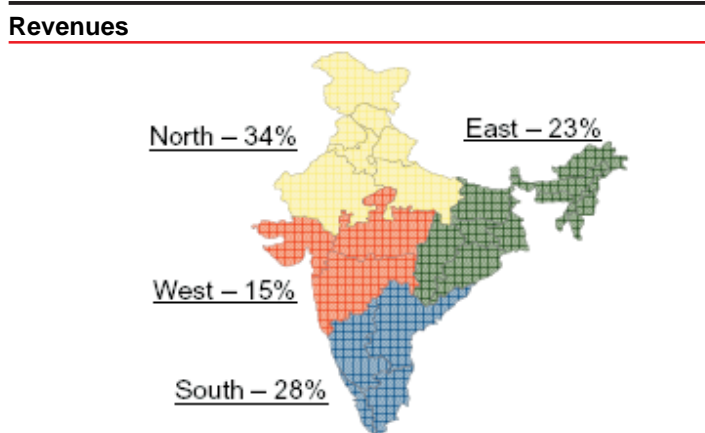 Revenues
North – 34%
East – 23%
West – 15%
South – 28%